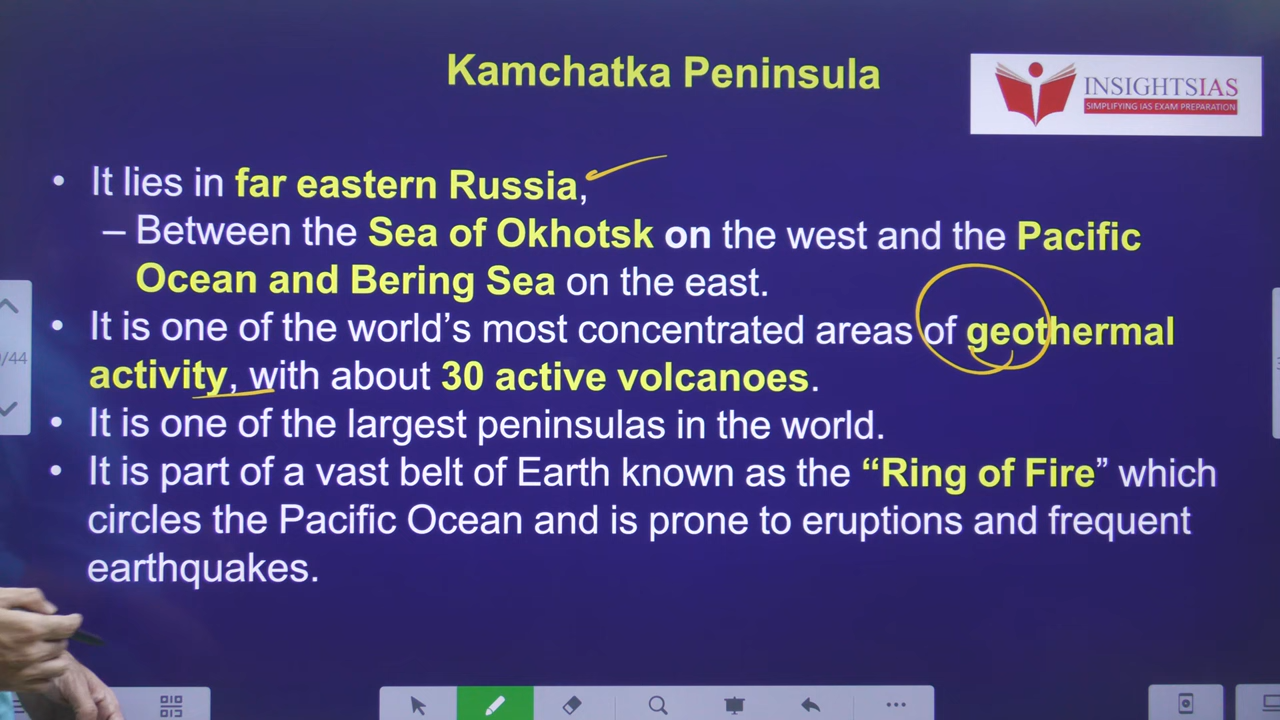 Kamchatka Peninsula
INSIGHTSIAS
SIMPLIFYING IAS EXAM PREPARATION
• It lies in far eastern Russia,
– Between the Sea of Okhotsk on the west and the Pacific
Ocean and Bering Sea on the east.
• It is one of the world’s most concentrated areas of geothermal
activity, with about 30 active volcanoes.
/44
• It is one of the largest peninsulas in the world.
• It is part of a vast belt of Earth known as the “Ring of Fire” which
circles the Pacific Ocean and is prone to eruptions and frequent
earthquakes.